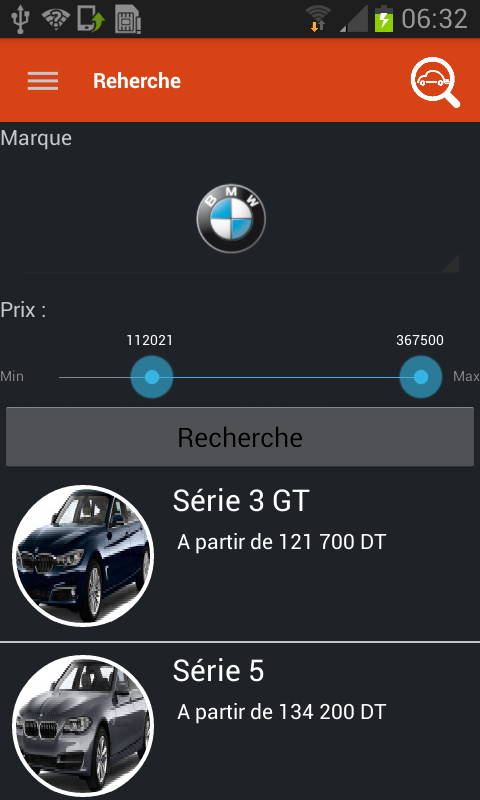 06:32
Reherche
Marque
BMW
Prix :
112021 367500
Min Max
Recherche
Série 3 GT
A partir de 121 700 DT
Série 5
A partir de 134 200 DT